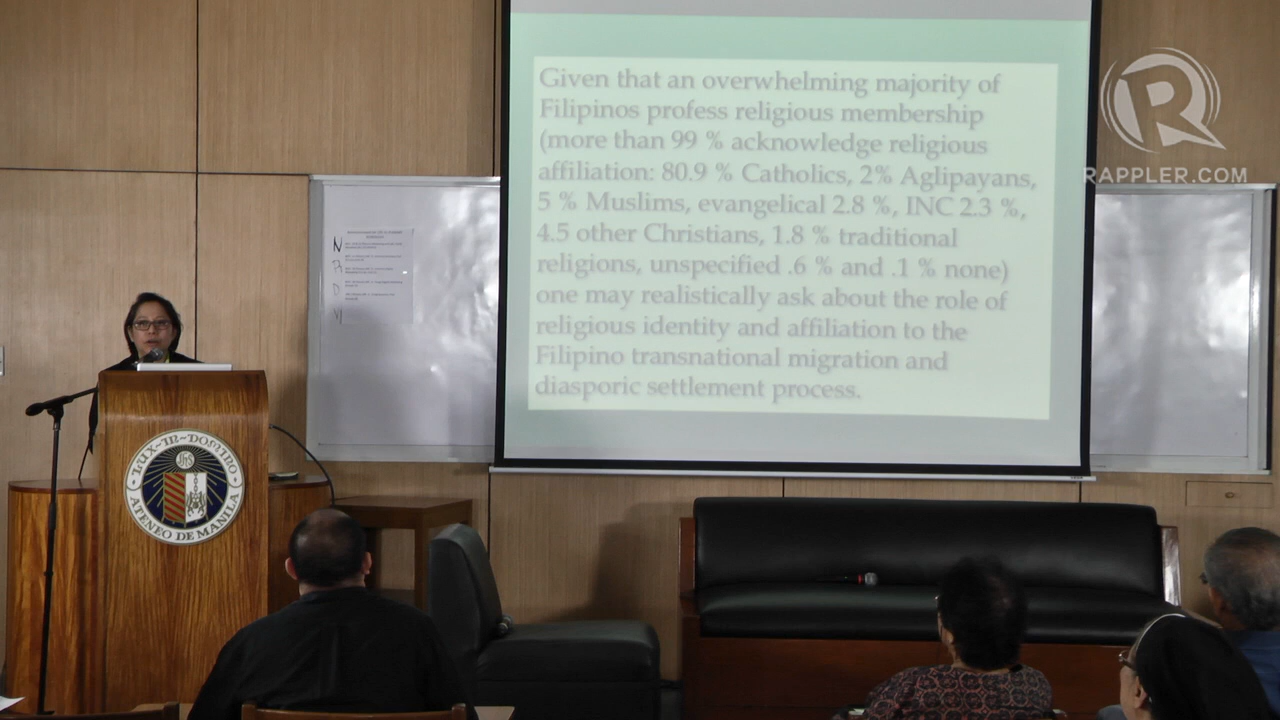 Given that an overwhelming majority of
Filipinos profess religious membership
(more than 99 % acknowledge religious
affiliation: 80.9 % Catholics, 2% Aglipayans,
5 % Muslims, evangelical 2.8 %, INC 2.3 %,
4.5 other Christians, 1.8 % traditional
religions, unspecified .6 % and .1 % none)
one may realistically ask about the role of
religious identity and affiliation to the
Filipino transnational migration and
diasporic settlement process.
R
RAPPLER.COM
LUX-IN-DOMINO
JHS
ATENEO DE MANILA